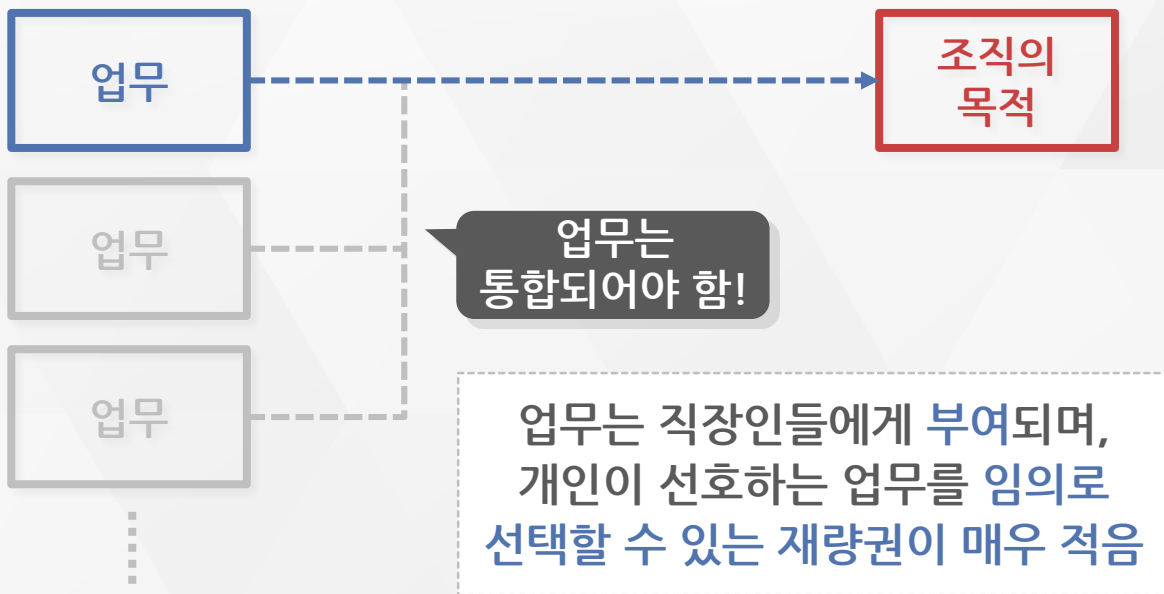 업무
조직의
목적
업무
업무는
통합되어야 함!
업무
업무는 직장인들에게 부여되며,
개인이 선호하는 업무를 임의로
선택할 수 있는 재량권이 매우 적음